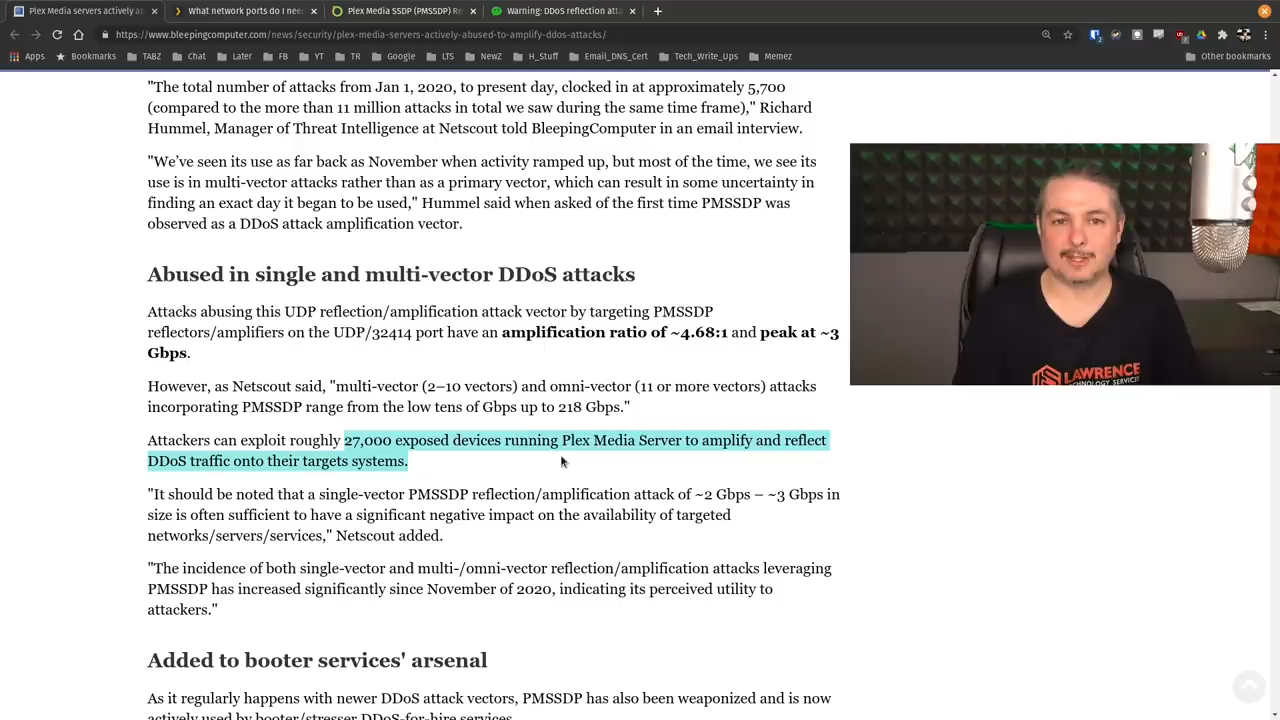 Plex Media servers actively ab
What network ports do I need
Plex Media SSDP (PMSSDP) Re
Warning: DDoS reflection atta
https://www.bleepingcomputer.com/news/security/plex-media-servers-actively-abused-to-amplify-ddos-attacks/
Apps
Bookmarks
TABZ
Chat
Later
FB
YT
TR
Google
LTS
NewZ
H_Stuff
Email_DNS_Cert
Tech_Write_Ups
Memez
Other bookmarks
"The total number of attacks from Jan 1, 2020, to present day, clocked in at approximately 5,700
(compared to the more than 11 million attacks in total we saw during the same time frame)," Richard
Hummel, Manager of Threat Intelligence at Netscout told BleepingComputer in an email interview.
"We've seen its use as far back as November when activity ramped up, but most of the time, we see its
use is in multi-vector attacks rather than as a primary vector, which can result in some uncertainty in
finding an exact day it began to be used," Hummel said when asked of the first time PMSSDP was
observed as a DDoS attack amplification vector.
Abused in single and multi-vector DDoS attacks
Attacks abusing this UDP reflection/amplification attack vector by targeting PMSSDP
reflectors/amplifiers on the UDP/32414 port have an amplification ratio of ~4.68:1 and peak at ~3
Gbps.
However, as Netscout said, "multi-vector (2–10 vectors) and omni-vector (11 or more vectors) attacks
incorporating PMSSDP range from the low tens of Gbps up to 218 Gbps."
Attackers can exploit roughly 27,000 exposed devices running Plex Media Server to amplify and reflect
DDoS traffic onto their targets systems.
"It should be noted that a single-vector PMSSDP reflection/amplification attack of ~2 Gbps – ~3 Gbps in
size is often sufficient to have a significant negative impact on the availability of targeted
networks/servers/services," Netscout added.
"The incidence of both single-vector and multi-/omni-vector reflection/amplification attacks leveraging
PMSSDP has increased significantly since November of 2020, indicating its perceived utility to
attackers."
Added to booter services' arsenal
As it regularly happens with newer DDoS attack vectors, PMSSDP has also been weaponized and is now
actively used by booter/stresser DDoS-for-hire services.
LAWRENCE
TECHNOLOGY SERVICES